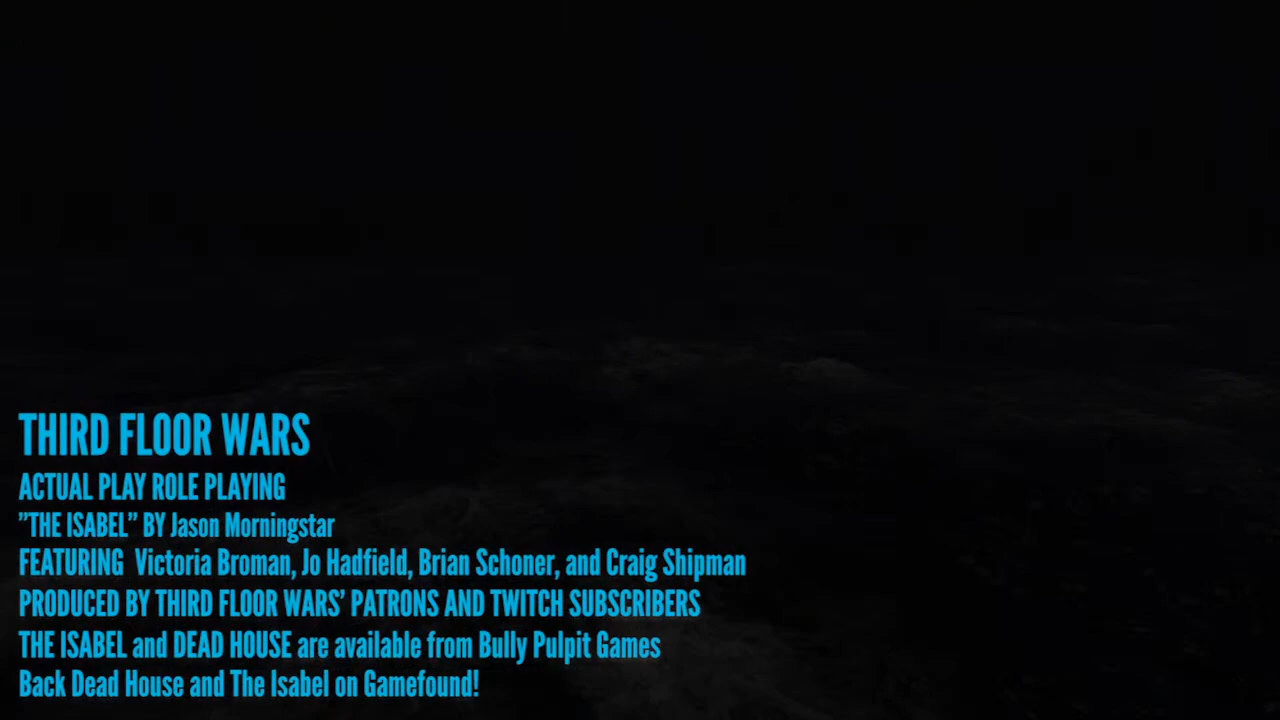 THIRD FLOOR WARS
ACTUAL PLAY ROLE PLAYING
”THE ISABEL” BY Jason Morningstar
FEATURING  Victoria Broman, Jo Hadfield, Brian Schoner, and Craig Shipman
PRODUCED BY THIRD FLOOR WARS’ PATRONS AND TWITCH SUBSCRIBERS
THE ISABEL and DEAD HOUSE are available from Bully Pulpit Games
Back Dead House and The Isabel on Gamefound!